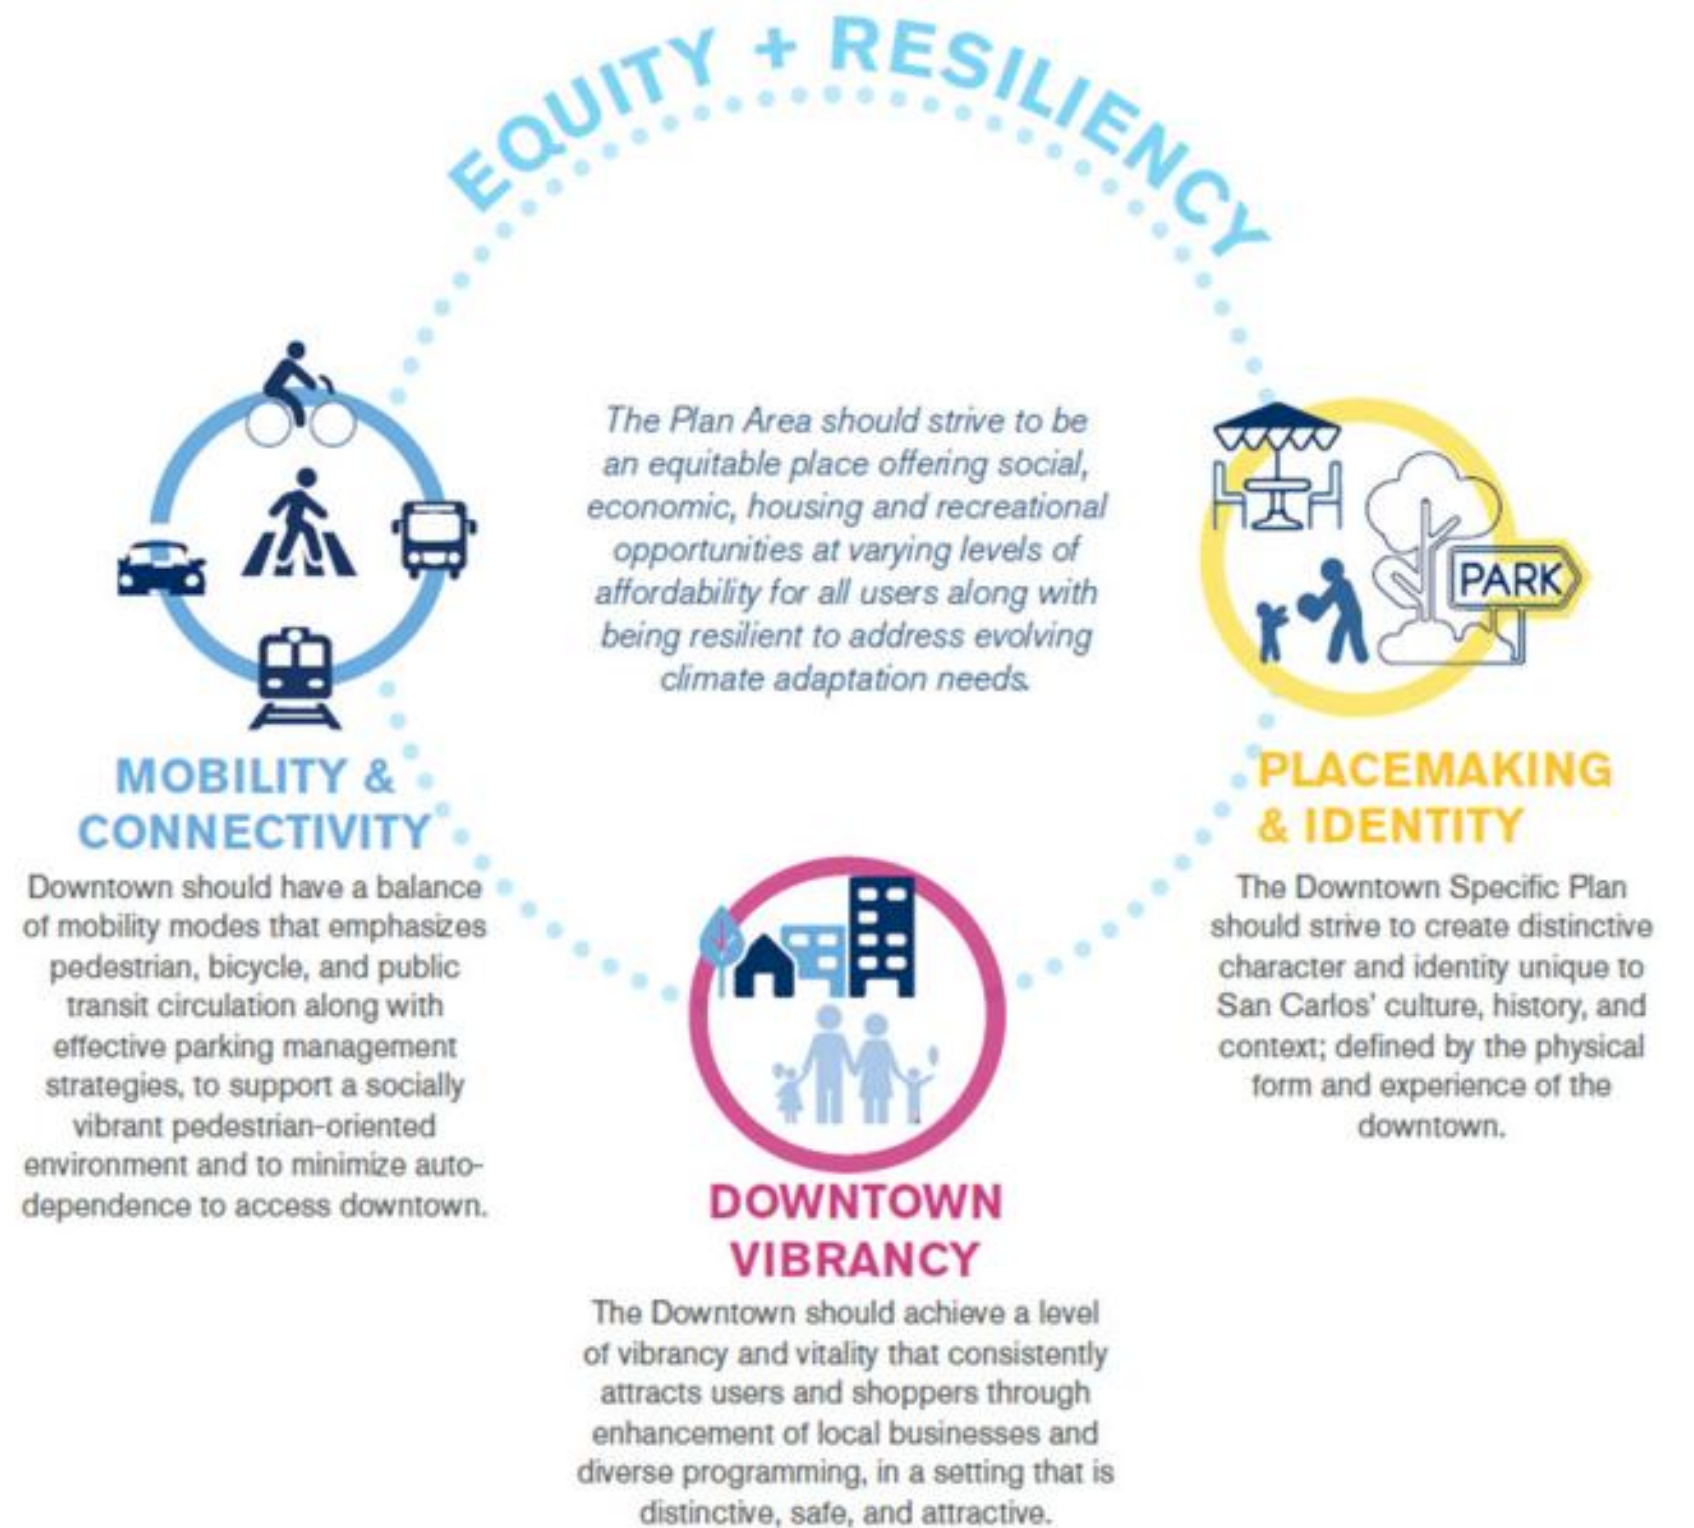 EQUITY + RESILIENCY
The Plan Area should strive to be
an equitable place offering social,
economic, housing and recreational
opportunities at varying levels of
affordability for all users along with
being resilient to address evolving
climate adaptation needs.
MOBILITY &
CONNECTIVITY
Downtown should have a balance
of mobility modes that emphasizes
pedestrian, bicycle, and public
transit circulation along with
effective parking management
strategies, to support a socially
vibrant pedestrian-oriented
environment and to minimize auto-
dependence to access downtown.
PARK
PLACEMAKING
& IDENTITY
The Downtown Specific Plan
should strive to create distinctive
character and identity unique to
San Carlos' culture, history, and
context; defined by the physical
form and experience of the
downtown.
DOWNTOWN
VIBRANCY
The Downtown should achieve a level
of vibrancy and vitality that consistently
attracts users and shoppers through
enhancement of local businesses and
diverse programming, in a setting that is
distinctive, safe, and attractive.